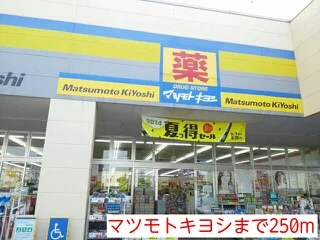 薬
DRUG STORE
マツモトキヨシ
Matsumoto KiYoshi
Matsumoto KiYoshi
oshi
2014
夏の得セール
マツモトキヨシまで250m